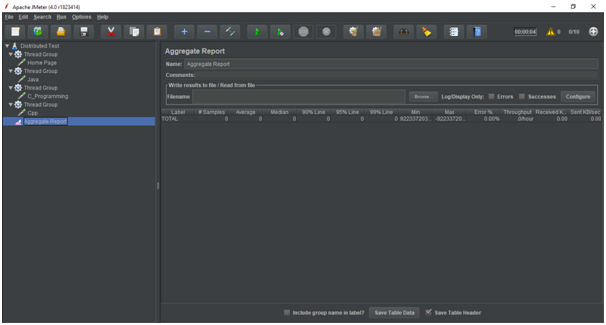 Apache JMeter (4.0 r1823414)
File Edit Search Run Options Help
00:00:04 0 0/10
Distributed Test
Thread Group
Home Page
Thread Group
Java
Thread Group
C_Programming
Thread Group
Cpp
Aggregate Report
Aggregate Report
Name: Aggregate Report
Comments:
Write results to file / Read from file
Filename Browse... Log/Display Only: Errors Successes Configure
Label # Samples Average Median 90% Line 95% Line 99% Line Min Max Error % Throughput Received K... Sent KB/sec
TOTAL 0 0 0 0 0 0 922337203... -92233720... 0.00% .0/hour 0.00 0.00
Include group name in label? Save Table Data Save Table Header